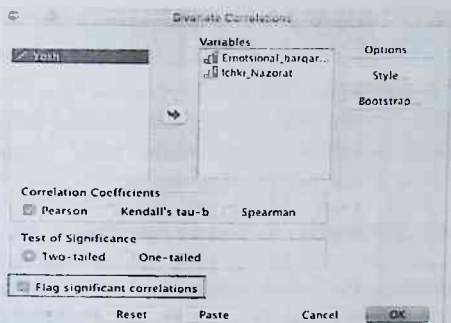 Bivariate Correlations
Variables
Yosh
Emotsional_barqar...
Ichki_Nazorat
Options
Style
Bootstrap
Correlation Coefficients
Pearson Kendall's tau-b Spearman
Test of Significance
Two-tailed One-tailed
Flag significant correlations
Reset Paste Cancel OK